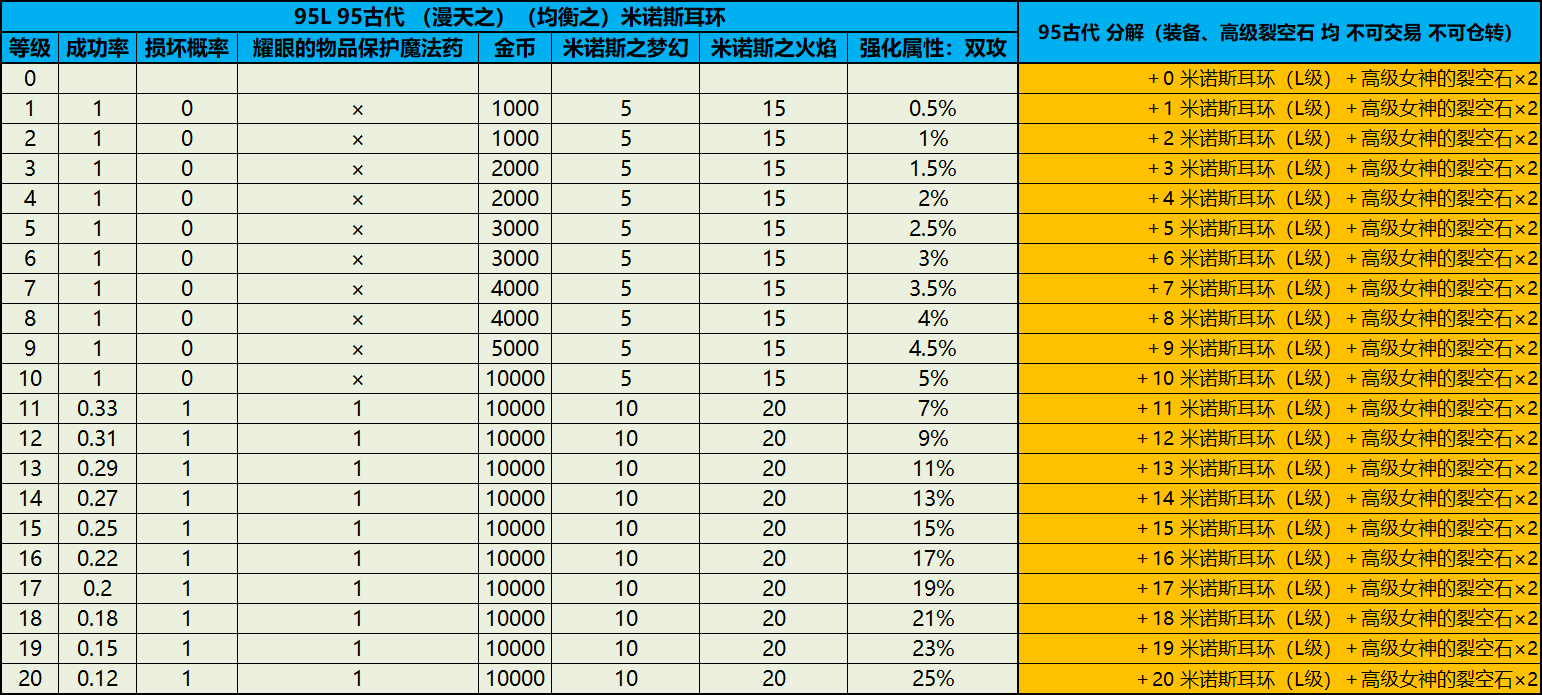 95L 95古代 （漫天之）（均衡之）米诺斯耳环
95古代 分解（装备、高级裂空石 均 不可交易 不可仓转）
等级 成功率 损坏概率 耀眼的物品保护魔法药 金币 米诺斯之梦幻 米诺斯之火焰 强化属性：双攻
0 +0 米诺斯耳环（L级）+高级女神的裂空石×2
1 1 0 × 1000 5 15 0.5% +1 米诺斯耳环（L级）+高级女神的裂空石×2
2 1 0 × 1000 5 15 1% +2 米诺斯耳环（L级）+高级女神的裂空石×2
3 1 0 × 2000 5 15 1.5% +3 米诺斯耳环（L级）+高级女神的裂空石×2
4 1 0 × 2000 5 15 2% +4 米诺斯耳环（L级）+高级女神的裂空石×2
5 1 0 × 3000 5 15 2.5% +5 米诺斯耳环（L级）+高级女神的裂空石×2
6 1 0 × 3000 5 15 3% +6 米诺斯耳环（L级）+高级女神的裂空石×2
7 1 0 × 4000 5 15 3.5% +7 米诺斯耳环（L级）+高级女神的裂空石×2
8 1 0 × 4000 5 15 4% +8 米诺斯耳环（L级）+高级女神的裂空石×2
9 1 0 × 5000 5 15 4.5% +9 米诺斯耳环（L级）+高级女神的裂空石×2
10 1 0 × 10000 5 15 5% +10 米诺斯耳环（L级）+高级女神的裂空石×2
11 0.33 1 1 10000 10 20 7% +11 米诺斯耳环（L级）+高级女神的裂空石×2
12 0.31 1 1 10000 10 20 9% +12 米诺斯耳环（L级）+高级女神的裂空石×2
13 0.29 1 1 10000 10 20 11% +13 米诺斯耳环（L级）+高级女神的裂空石×2
14 0.27 1 1 10000 10 20 13% +14 米诺斯耳环（L级）+高级女神的裂空石×2
15 0.25 1 1 10000 10 20 15% +15 米诺斯耳环（L级）+高级女神的裂空石×2
16 0.22 1 1 10000 10 20 17% +16 米诺斯耳环（L级）+高级女神的裂空石×2
17 0.2 1 1 10000 10 20 19% +17 米诺斯耳环（L级）+高级女神的裂空石×2
18 0.18 1 1 10000 10 20 21% +18 米诺斯耳环（L级）+高级女神的裂空石×2
19 0.15 1 1 10000 10 20 23% +19 米诺斯耳环（L级）+高级女神的裂空石×2
20 0.12 1 1 10000 10 20 25% +20 米诺斯耳环（L级）+高级女神的裂空石×2